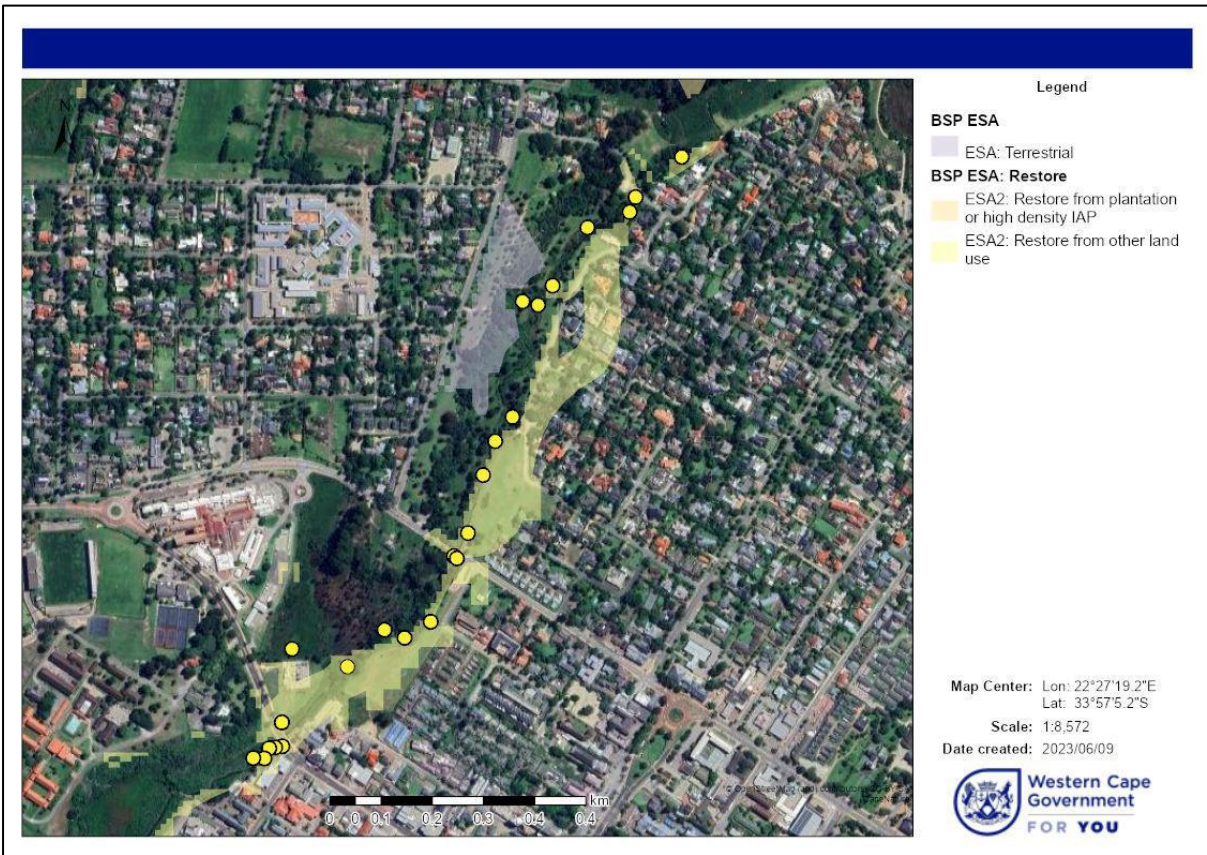 N
Legend
BSP ESA
ESA: Terrestrial
BSP ESA: Restore
ESA2: Restore from plantation
or high density IAP
ESA2: Restore from other land
use
Map Center: Lon: 22°27'19.2"E
Lat: 33°57'5.2"S
Scale: 1:8,572
Date created: 2023/06/09
km
0 0.1 0.2 0.3 0.4
Western Cape
Government
FOR YOU